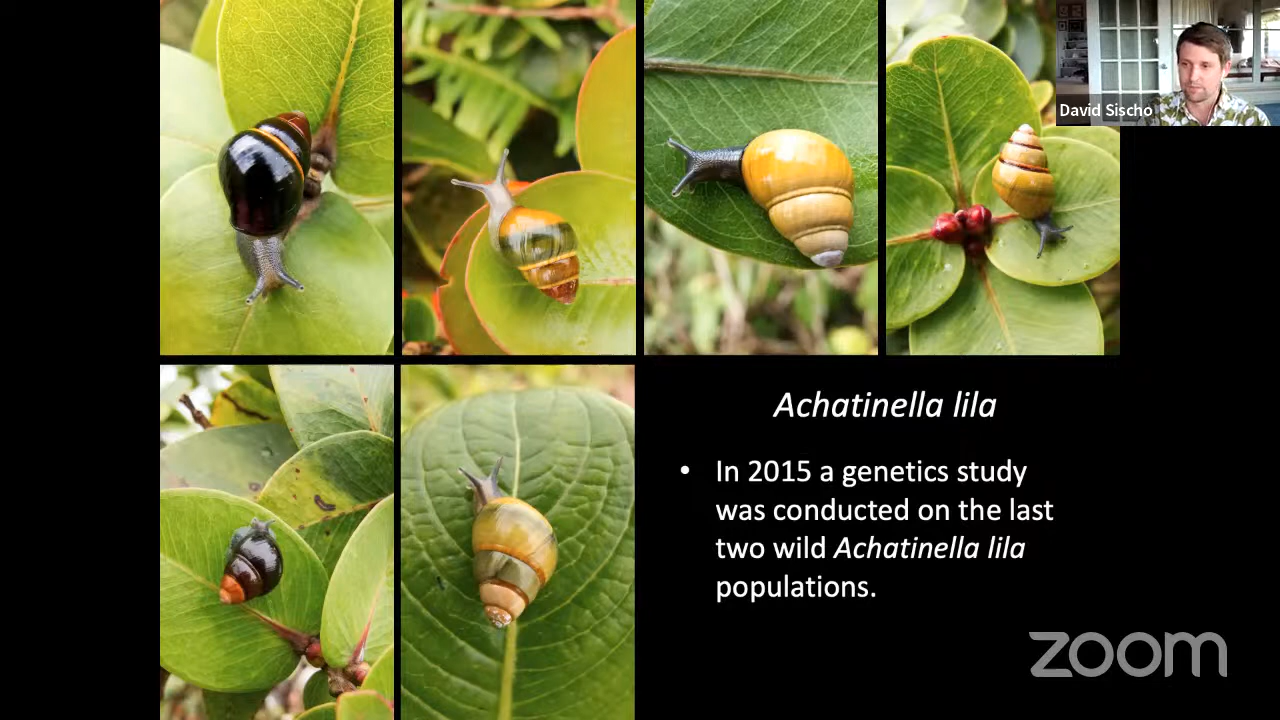 David Sischo
Achatinella lila
• In 2015 a genetics study
was conducted on the last
two wild Achatinella lila
populations.
zoom